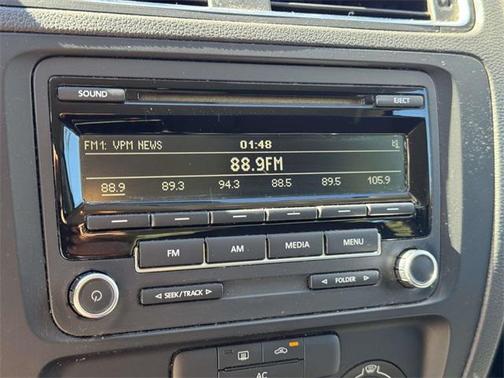 SOUND
EJECT
FM1: VPM NEWS 01:48
88.9FM
88.9 89.3 94.3 88.5 89.5 105.9
FM AM MEDIA MENU
SEEK/TRACK FOLDER
AC